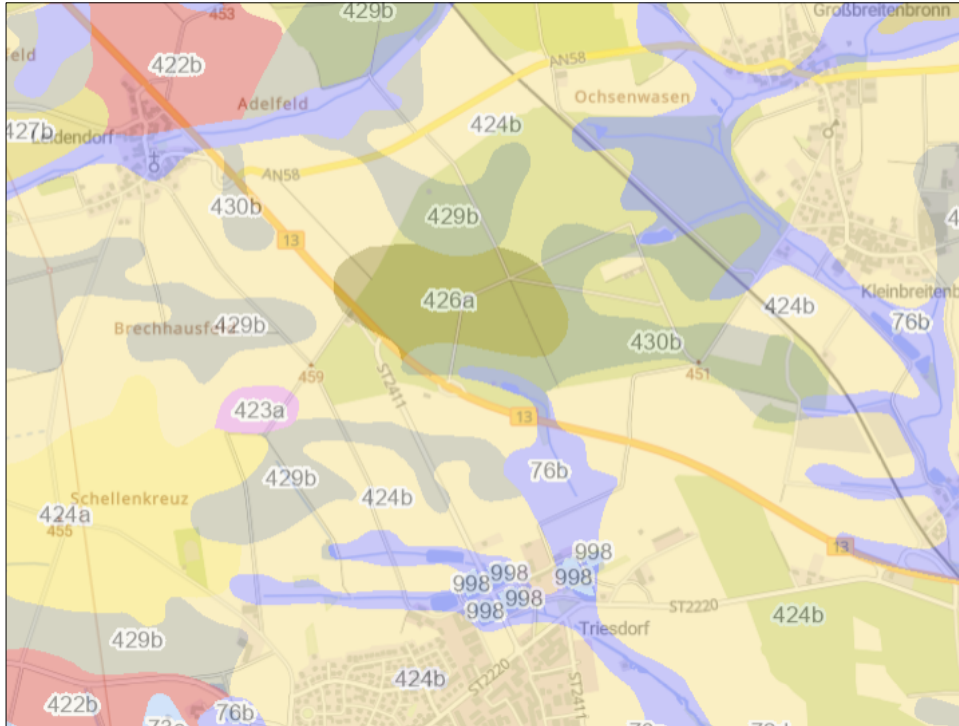 453
429b
Großbreitenbronn
feld
422b
AN58
Adelfeld
Ochsenwasen
427b
Leidendorf
424b
AN58
430b
429b
13
426a
Kleinbreitenb
424b
76b
Brechhausfeld
429b
430b
459
451
ST2411
423a
13
76b
429b
424b
Schellenkreuz
424a
455
13
998
998
998
998
998
998
ST2220
424b
Triesdorf
429b
424b
ST2220
ST2411
422b
76b